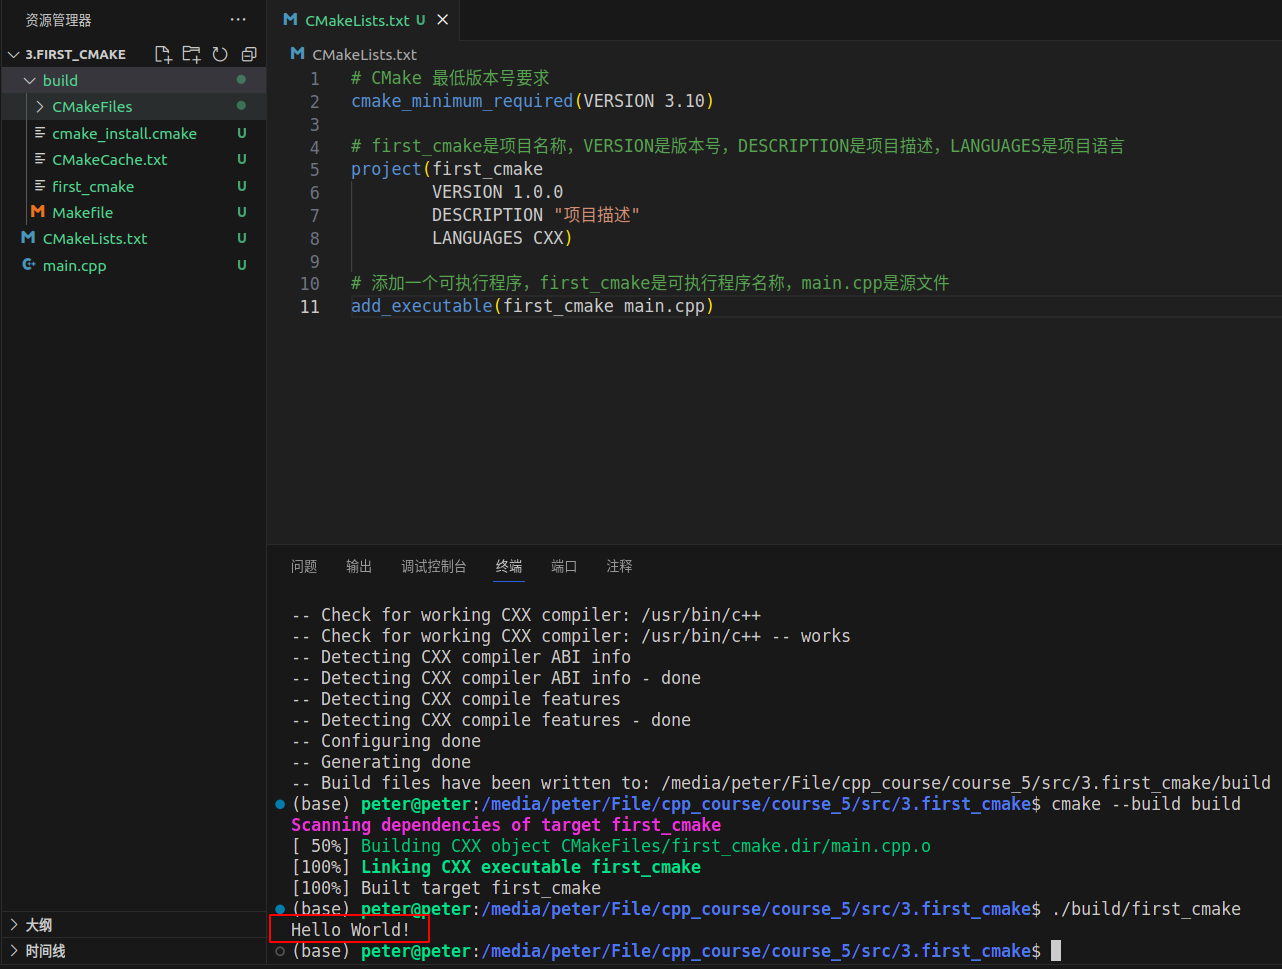 资源管理器
3.FIRST_CMAKE
build
CMakeFiles
cmake_install.cmake U
CMakeCache.txt U
first_cmake U
Makefile U
CMakeLists.txt U
main.cpp U
大纲
时间线
CMakeLists.txt U
CMakeLists.txt
1 # CMake 最低版本号要求
2 cmake_minimum_required(VERSION 3.10)
3
4 # first_cmake是项目名称，VERSION是版本号，DESCRIPTION是项目描述，LANGUAGES是项目语言
5 project(first_cmake
6 VERSION 1.0.0
7 DESCRIPTION "项目描述"
8 LANGUAGES CXX)
9
10 # 添加一个可执行程序，first_cmake是可执行程序名称，main.cpp是源文件
11 add_executable(first_cmake main.cpp)
问题 输出 调试控制台 终端 端口 注释
-- Check for working CXX compiler: /usr/bin/c++
-- Check for working CXX compiler: /usr/bin/c++ -- works
-- Detecting CXX compiler ABI info
-- Detecting CXX compiler ABI info - done
-- Detecting CXX compile features
-- Detecting CXX compile features - done
-- Configuring done
-- Generating done
-- Build files have been written to: /media/peter/File/cpp_course/course_5/src/3.first_cmake/build
(base) peter@peter:/media/peter/File/cpp_course/course_5/src/3.first_cmake$ cmake --build build
Scanning dependencies of target first_cmake
[ 50%] Building CXX object CMakeFiles/first_cmake.dir/main.cpp.o
[100%] Linking CXX executable first_cmake
[100%] Built target first_cmake
(base) peter@peter:/media/peter/File/cpp_course/course_5/src/3.first_cmake$ ./build/first_cmake
Hello World!
(base) peter@peter:/media/peter/File/cpp_course/course_5/src/3.first_cmake$